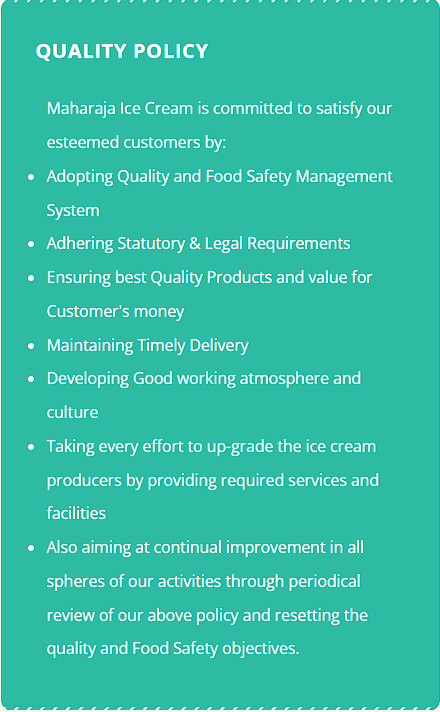 QUALITY POLICY
Maharaja Ice Cream is committed to satisfy our
esteemed customers by:
• Adopting Quality and Food Safety Management
System
• Adhering Statutory & Legal Requirements
• Ensuring best Quality Products and value for
Customer's money
• Maintaining Timely Delivery
• Developing Good working atmosphere and
culture
• Taking every effort to up-grade the ice cream
producers by providing required services and
facilities
• Also aiming at continual improvement in all
spheres of our activities through periodical
review of our above policy and resetting the
quality and Food Safety objectives.